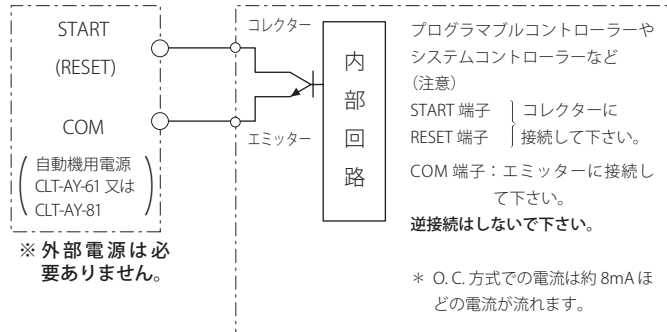 START
(RESET)
COM
自動機用電源
CLT-AY-61 又は
CLT-AY-81
※ 外部電源は必
要ありません。
コレクター
エミッター
内
部
回
路
プログラマブルコントローラーや
システムコントローラーなど
（注意）
START 端子
RESET 端子
コレクターに
接続して下さい。
COM 端子：エミッターに接続し
て下さい。
逆接続はしないで下さい。
＊ O. C. 方式での電流は約 8mA ほ
どの電流が流れます。